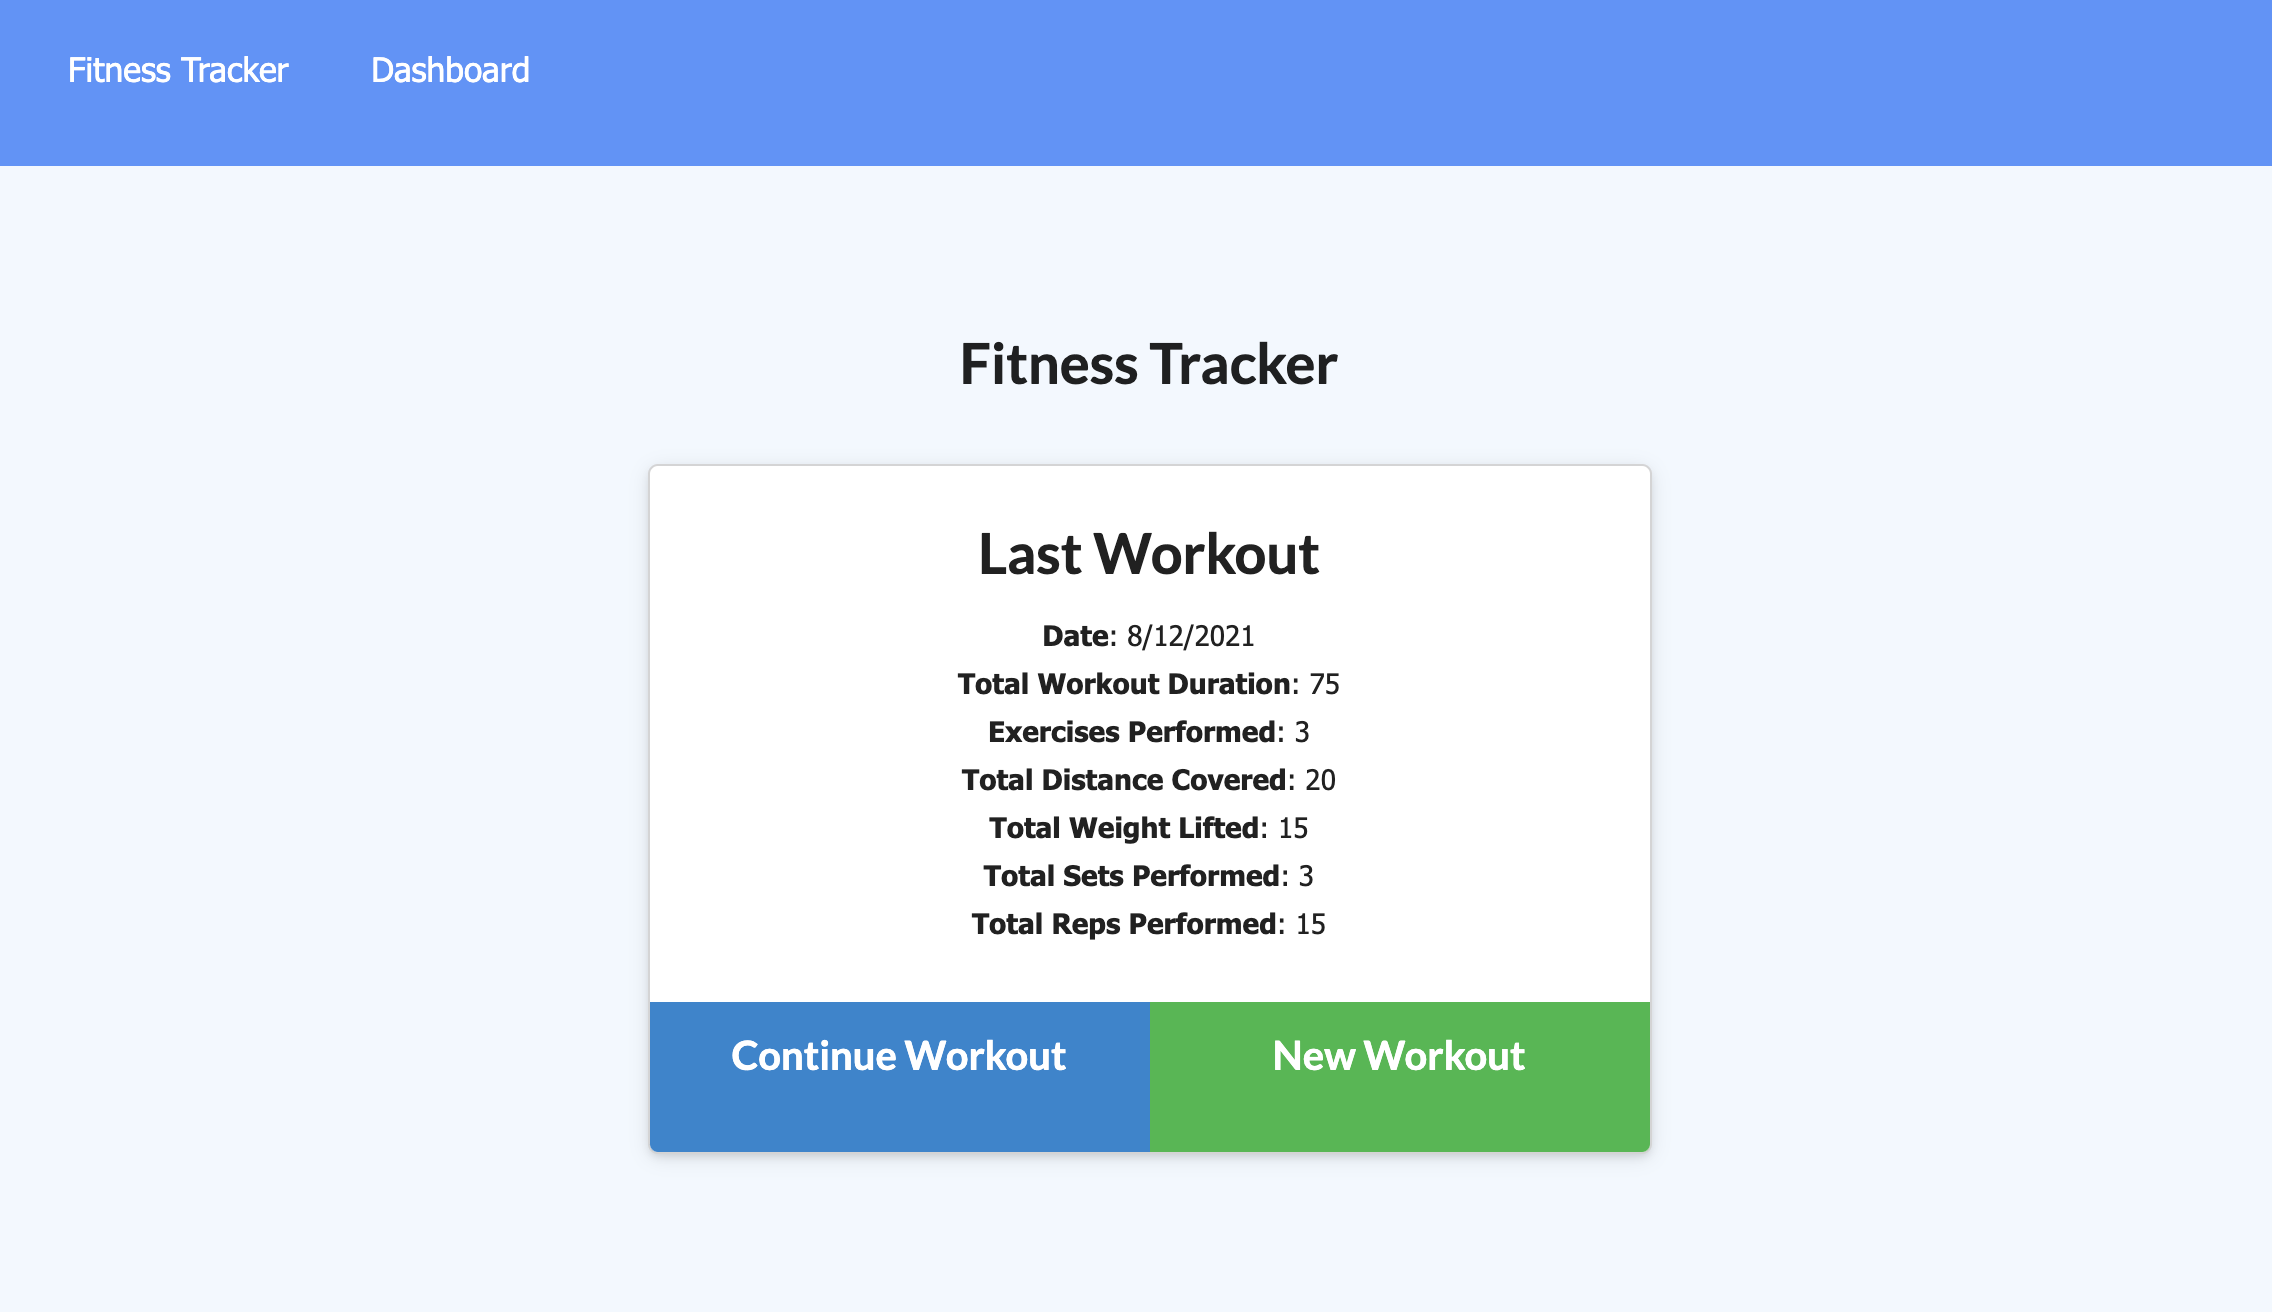 Fitness Tracker Dashboard
Fitness Tracker
Last Workout
Date: 8/12/2021
Total Workout Duration: 75
Exercises Performed: 3
Total Distance Covered: 20
Total Weight Lifted: 15
Total Sets Performed: 3
Total Reps Performed: 15
Continue Workout New Workout